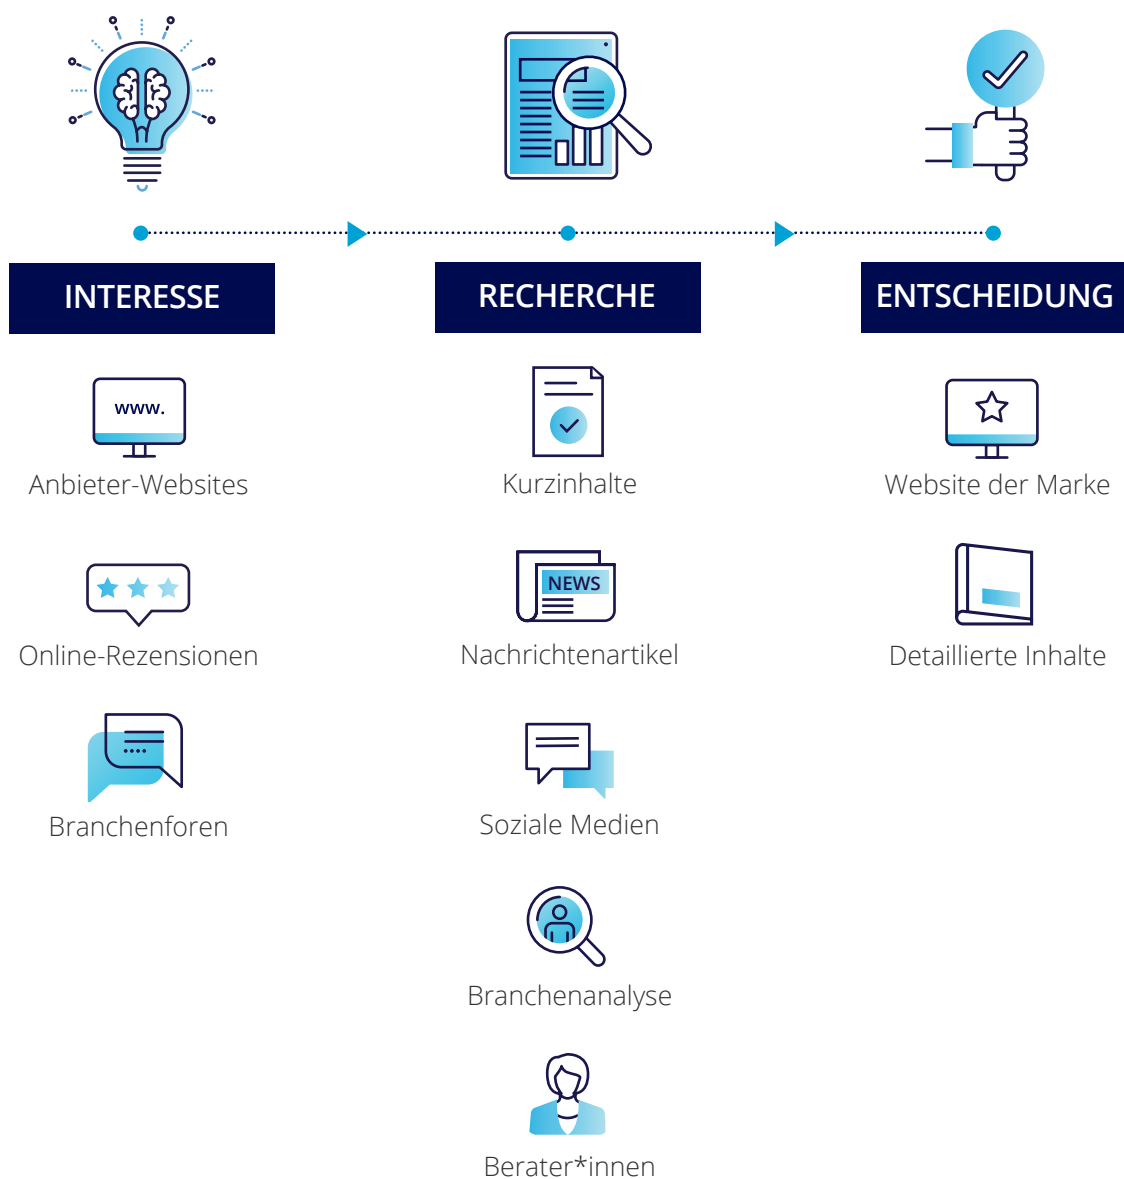 INTERESSE
www.
Anbieter-Websites
Online-Rezensionen
Branchenforen
RECHERCHE
Kurzinhalte
NEWS
Nachrichtenartikel
Soziale Medien
Branchenanalyse
Berater*innen
ENTSCHEIDUNG
Website der Marke
Detaillierte Inhalte